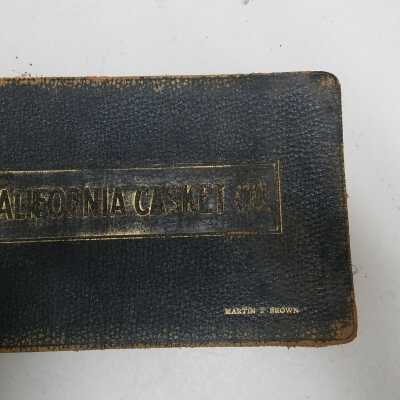 ALIFORNIA CASKET CO.
MARTIN F BROWN